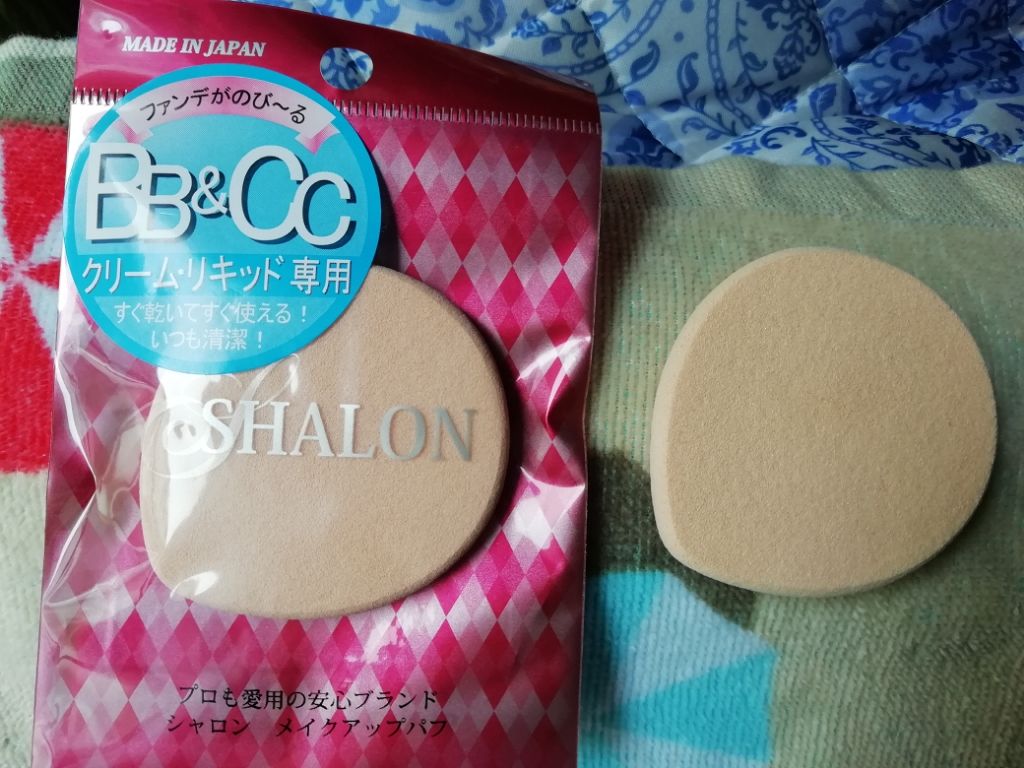 MADE IN JAPAN
ファンデがのび～る
BB&CC
クリーム・リキッド専用
すぐ乾いてすぐ使える！
いつも清潔！
SHALON
プロも愛用の安心ブランド
シャロン　メイクアップパフ